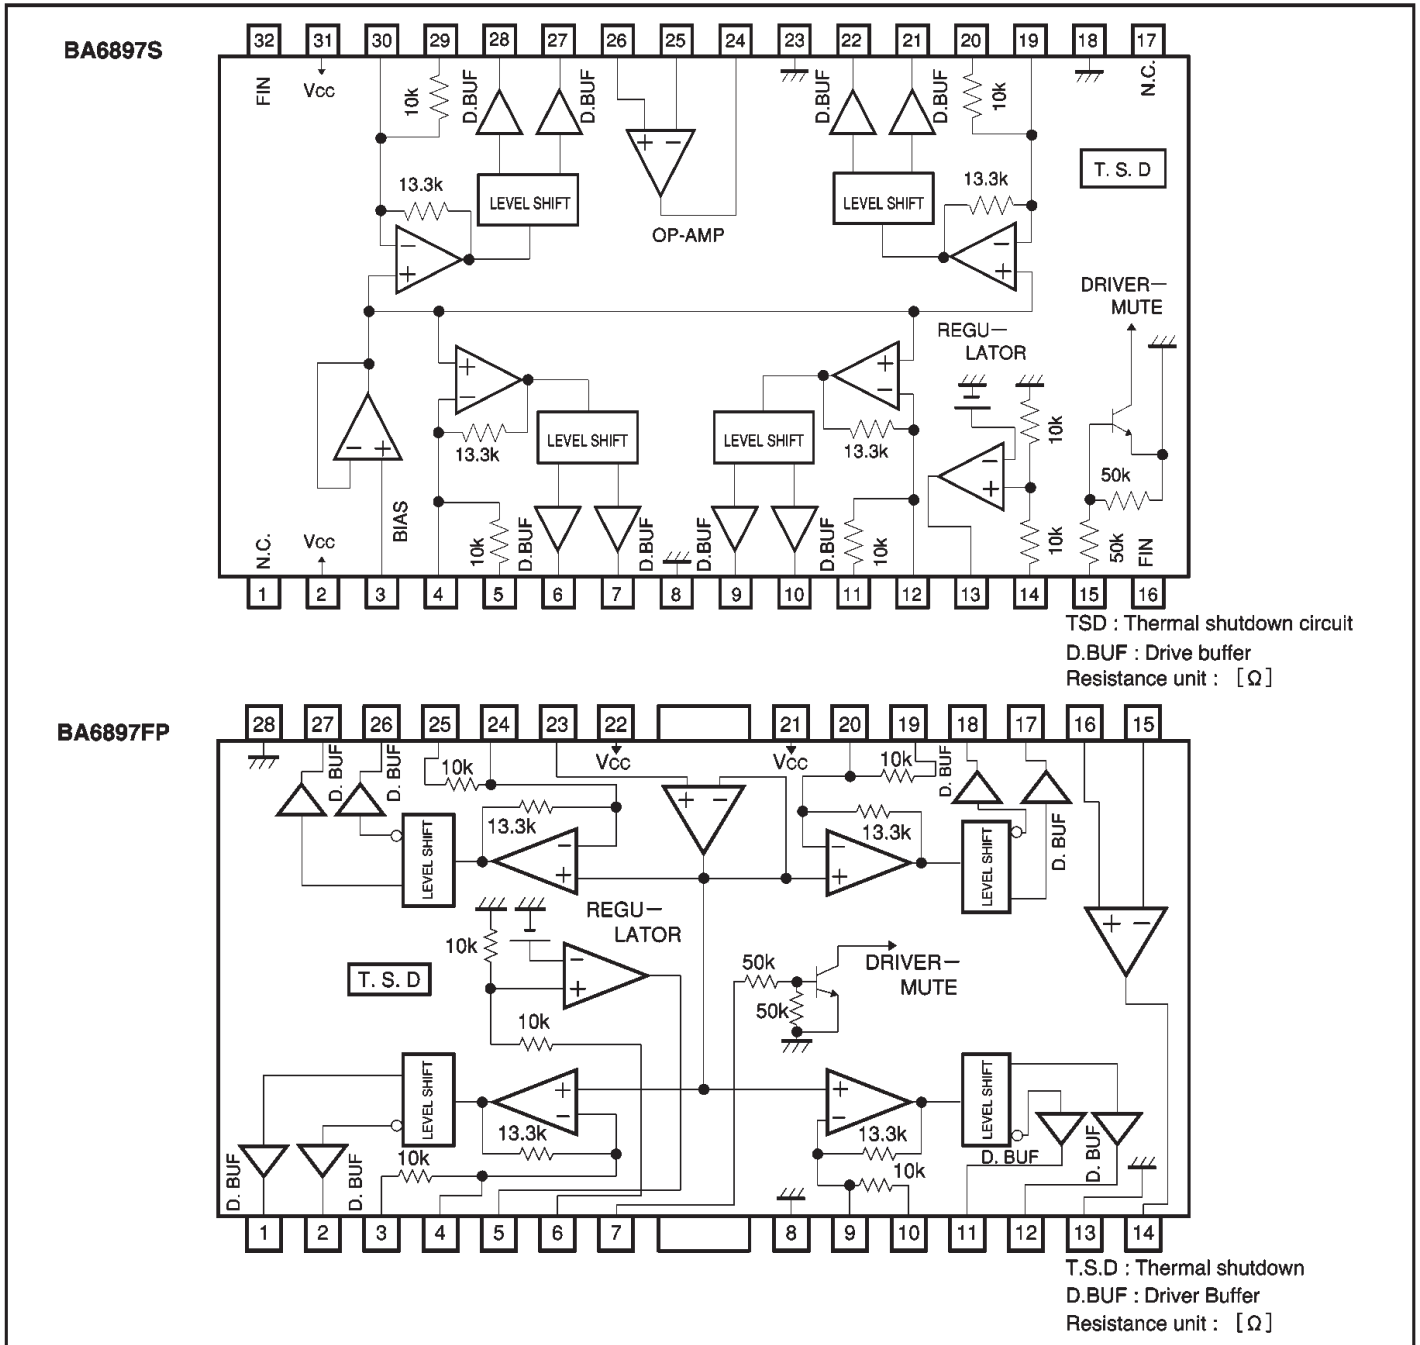 BA6897S
32 31 30 29 28 27 26 25 24 23 22 21 20 19 18 17
FIN
Vcc
10k
D.BUF
D.BUF
D.BUF
D.BUF
10k
N.C.
+ −
T. S. D
13.3k
LEVEL SHIFT
LEVEL SHIFT
13.3k
OP-AMP
−
+
−
+
DRIVER−
MUTE
REGU−
LATOR
+
−
+
−
LEVEL SHIFT
LEVEL SHIFT
13.3k
13.3k
− +
−
+
10k
50k
BIAS
N.C.
Vcc
10k
D.BUF
D.BUF
D.BUF
D.BUF
10k
10k
50k
FIN
1 2 3 4 5 6 7 8 9 10 11 12 13 14 15 16
TSD : Thermal shutdown circuit
D.BUF : Drive buffer
Resistance unit : [Ω]
BA6897FP
28 27 26 25 24 23 22 21 20 19 18 17 16 15
D. BUF
D. BUF
10k
Vcc
Vcc
10k
D. BUF
D. BUF
+ −
13.3k
13.3k
LEVEL SHIFT
−
+
−
+
LEVEL SHIFT
+ −
REGU−
LATOR
10k
−
+
T. S. D
50k
50k
DRIVER−
MUTE
10k
LEVEL SHIFT
+
−
+
−
LEVEL SHIFT
13.3k
13.3k
D. BUF
D. BUF
10k
10k
D. BUF
D. BUF
1 2 3 4 5 6 7 8 9 10 11 12 13 14
T.S.D : Thermal shutdown
D.BUF : Driver Buffer
Resistance unit : [Ω]